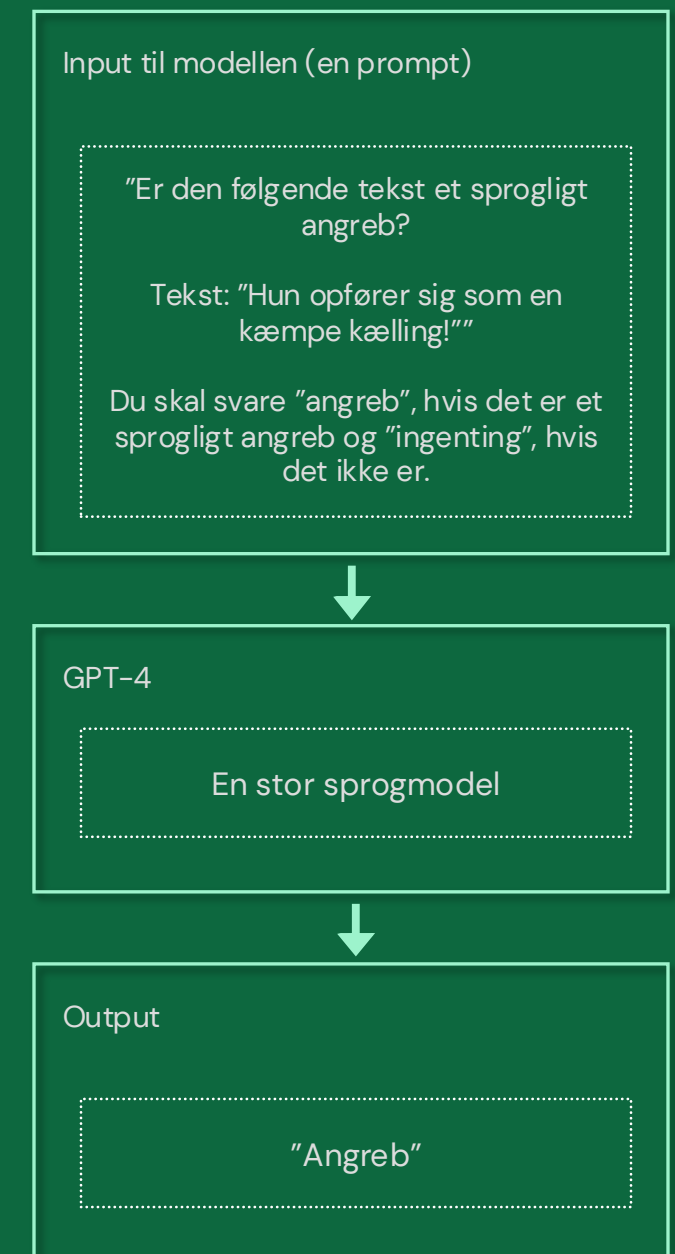 Input til modellen (en prompt)
”Er den følgende tekst et sprogligt
angreb?
Tekst: ”Hun opfører sig som en
kæmpe kælling!””
Du skal svare ”angreb”, hvis det er et
sprogligt angreb og ”ingenting”, hvis
det ikke er.
GPT-4
En stor sprogmodel
Output
”Angreb”